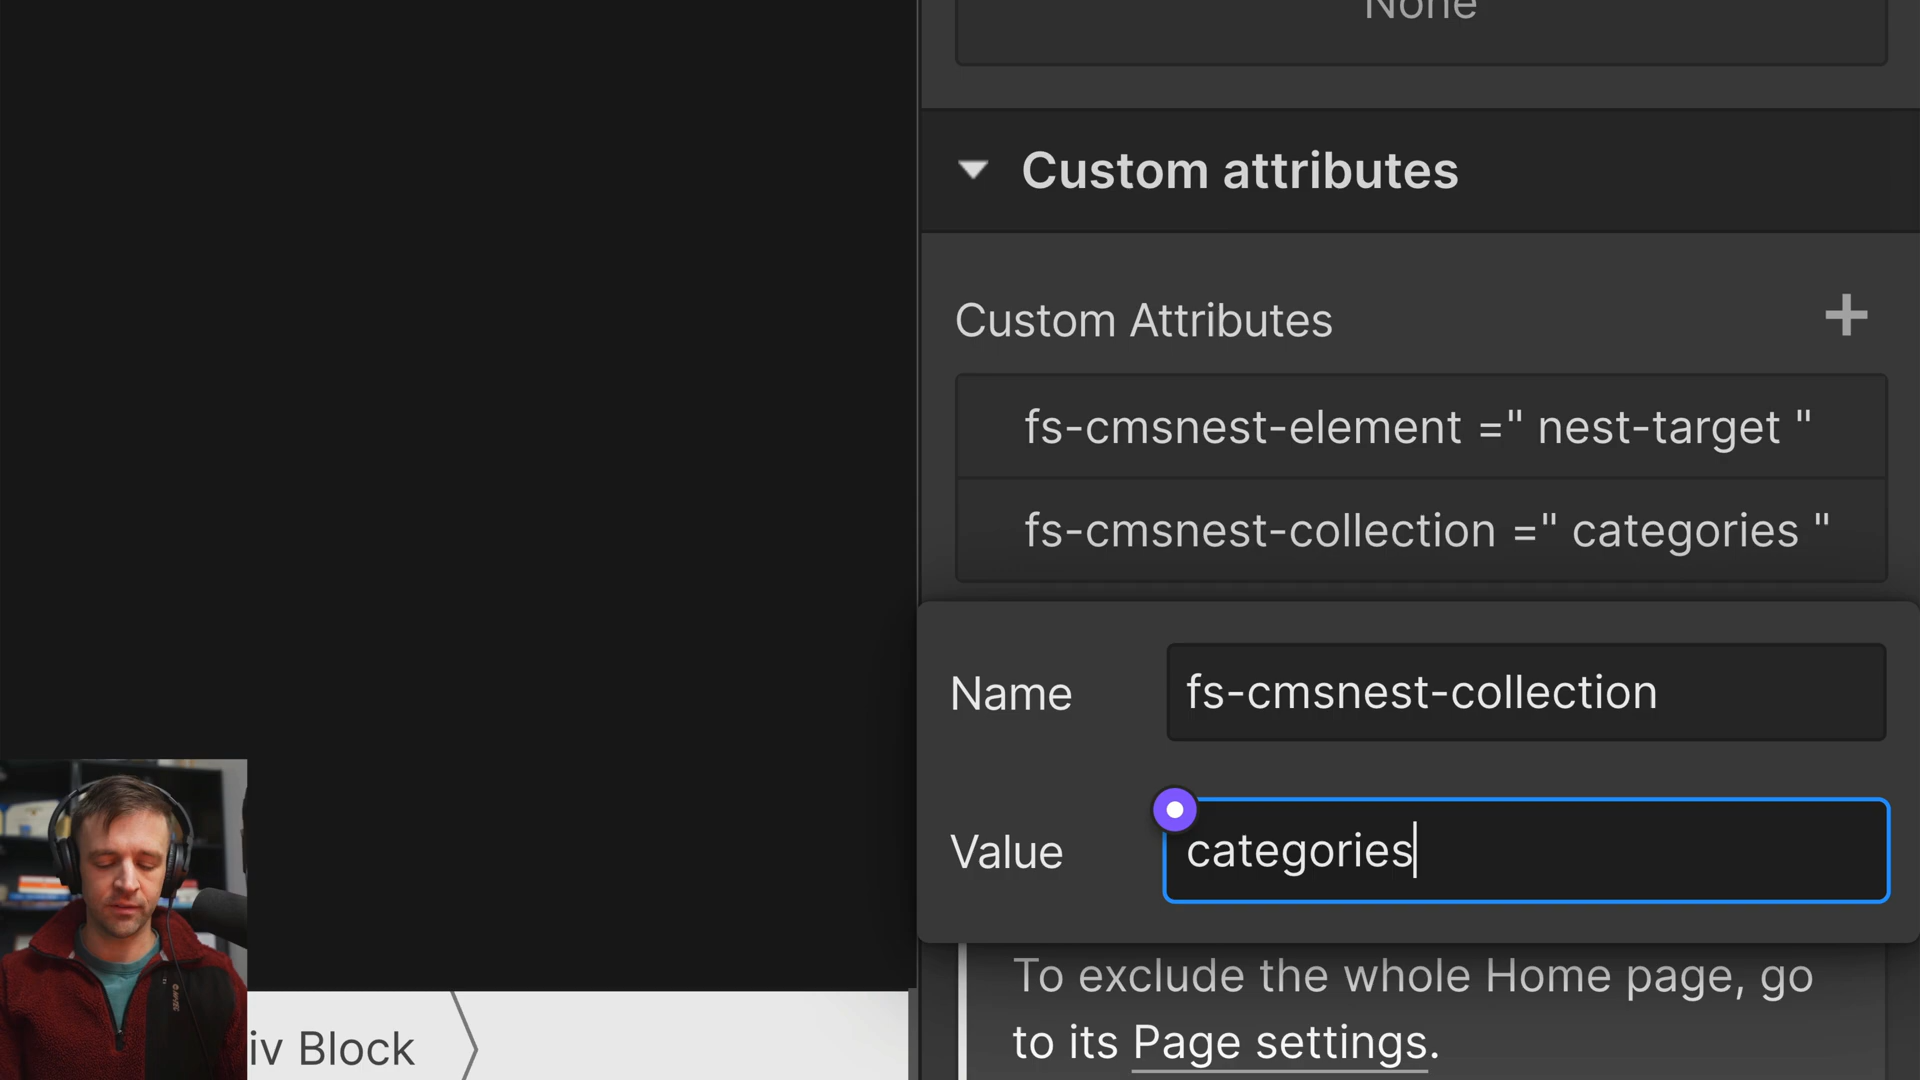 None
Custom attributes
Custom Attributes
fs-cmsnest-element =" nest-target "
fs-cmsnest-collection =" categories "
Name
fs-cmsnest-collection
Value
categories
To exclude the whole Home page, go
to its Page settings.
iv Block